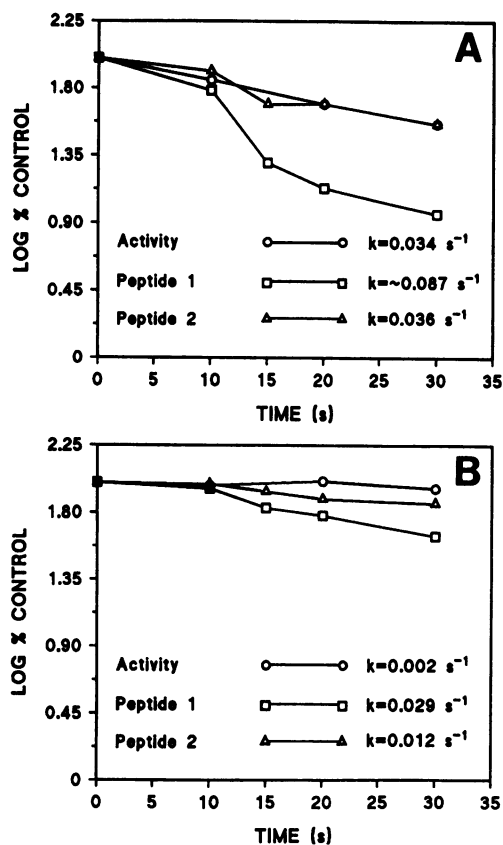 A
2.25
1.80
1.35
0.90
0.45
0
LOG % CONTROL
Activity k=0.034 s⁻¹
Peptide 1 k=~0.087 s⁻¹
Peptide 2 k=0.036 s⁻¹
0 5 10 15 20 25 30 35
TIME (s)
B
2.25
1.80
1.35
0.90
0.45
0
LOG % CONTROL
Activity k=0.002 s⁻¹
Peptide 1 k=0.029 s⁻¹
Peptide 2 k=0.012 s⁻¹
0 5 10 15 20 25 30 35
TIME (s)